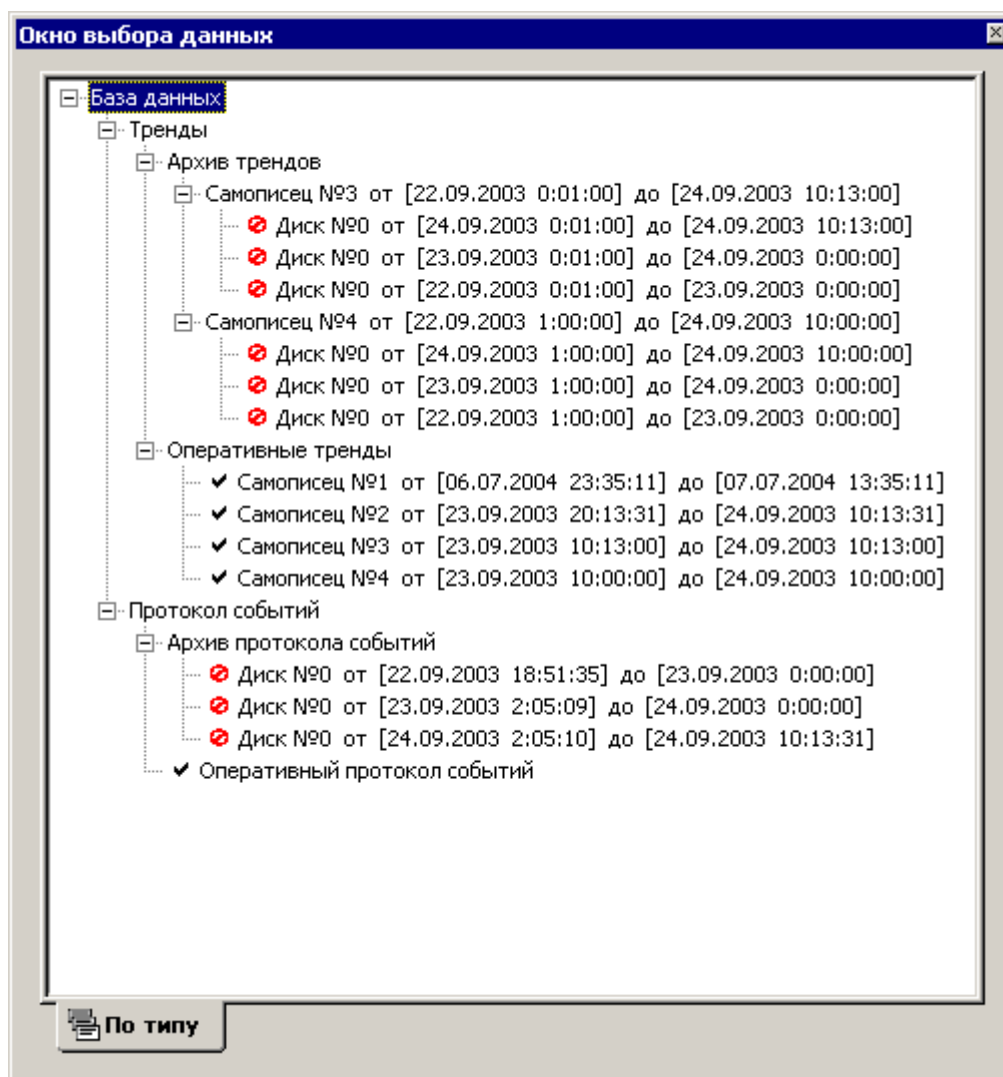 Окно выбора данных
База данных
Тренды
Архив трендов
Самописец №3 от [22.09.2003 0:01:00] до [24.09.2003 10:13:00]
Диск №0 от [24.09.2003 0:01:00] до [24.09.2003 10:13:00]
Диск №0 от [23.09.2003 0:01:00] до [24.09.2003 0:00:00]
Диск №0 от [22.09.2003 0:01:00] до [23.09.2003 0:00:00]
Самописец №4 от [22.09.2003 1:00:00] до [24.09.2003 10:00:00]
Диск №0 от [24.09.2003 1:00:00] до [24.09.2003 10:00:00]
Диск №0 от [23.09.2003 1:00:00] до [24.09.2003 0:00:00]
Диск №0 от [22.09.2003 1:00:00] до [23.09.2003 0:00:00]
Оперативные тренды
Самописец №1 от [06.07.2004 23:35:11] до [07.07.2004 13:35:11]
Самописец №2 от [23.09.2003 20:13:31] до [24.09.2003 10:13:31]
Самописец №3 от [23.09.2003 10:13:00] до [24.09.2003 10:13:00]
Самописец №4 от [23.09.2003 10:00:00] до [24.09.2003 10:00:00]
Протокол событий
Архив протокола событий
Диск №0 от [22.09.2003 18:51:35] до [23.09.2003 0:00:00]
Диск №0 от [23.09.2003 2:05:09] до [24.09.2003 0:00:00]
Диск №0 от [24.09.2003 2:05:10] до [24.09.2003 10:13:31]
Оперативный протокол событий
По типу